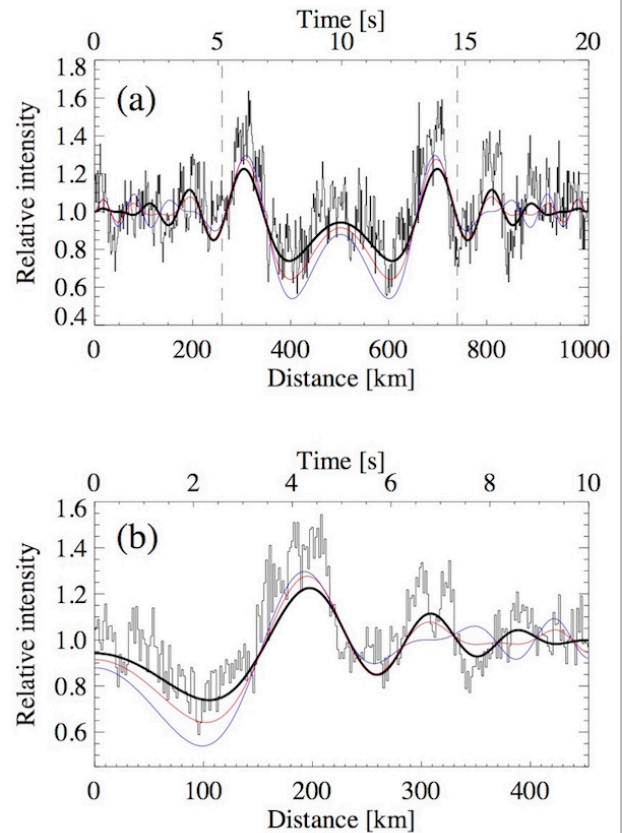 Time [s]
0 5 10 15 20
(a)
1.8
1.6
1.4
1.2
1.0
0.8
0.6
0.4
Relative intensity
0 200 400 600 800 1000
Distance [km]
Time [s]
0 2 4 6 8 10
(b)
1.6
1.4
1.2
1.0
0.8
0.6
Relative intensity
0 100 200 300 400
Distance [km]